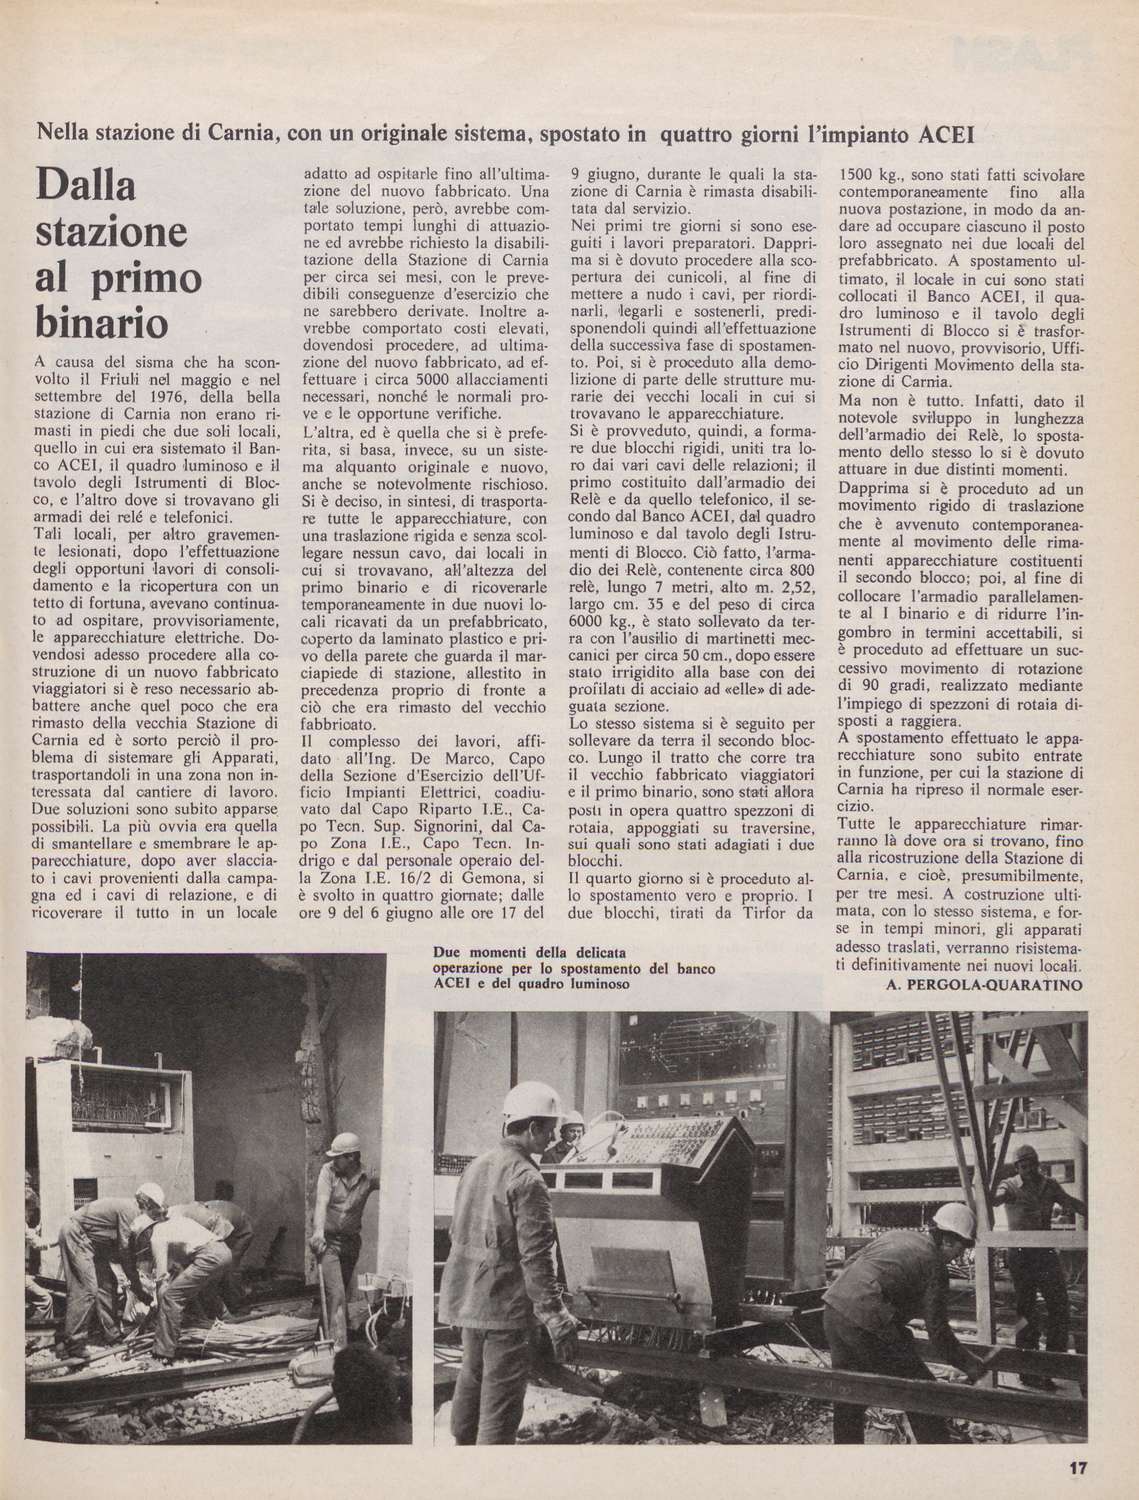 Nella stazione di Carnia, con un originale sistema, spostato in quattro giorni l'impianto ACEI
Dalla
stazione
al primo
binario
A causa del sisma che ha scon-
volto il Friuli nel maggio e nel
settembre del 1976, della bella
stazione di Carnia non erano ri-
masti in piedi che due soli locali,
quello in cui era sistemato il Ban-
co ACEI, il quadro luminoso e il
tavolo degli Istrumenti di Bloc-
co, e l'altro dove si trovavano gli
armadi dei relé e telefonici.
Tali locali, per altro gravemen-
te lesionati, dopo l'effettuazione
degli opportuni lavori di consoli-
damento e la ricopertura con un
tetto di fortuna, avevano continua-
to ad ospitare, provvisoriamente,
le apparecchiature elettriche. Do-
vendosi adesso procedere alla co-
struzione di un nuovo fabbricato
viaggiatori si è reso necessario ab-
battere anche quel poco che era
rimasto della vecchia Stazione di
Carnia ed è sorto perciò il pro-
blema di sistemare gli Apparati,
trasportandoli in una zona non in-
teressata dal cantiere di lavoro.
Due soluzioni sono subito apparse
possibili. La più ovvia era quella
di smantellare e smembrare le ap-
parecchiature, dopo aver slaccia-
to i cavi provenienti dalla campa-
gna ed i cavi di relazione, e di
ricoverare il tutto in un locale
adatto ad ospitarle fino all'ultima-
zione del nuovo fabbricato. Una
tale soluzione, però, avrebbe com-
portato tempi lunghi di attuazio-
ne ed avrebbe richiesto la disabili-
tazione della Stazione di Carnia
per circa sei mesi, con le preve-
dibili conseguenze d'esercizio che
ne sarebbero derivate. Inoltre a-
vrebbe comportato costi elevati,
dovendosi procedere, ad ultima-
zione del nuovo fabbricato, ad ef-
fettuare i circa 5000 allacciamenti
necessari, nonché le normali pro-
ve e le opportune verifiche.
L'altra, ed è quella che si è prefe-
rita, si basa, invece, su un siste-
ma alquanto originale e nuovo,
anche se notevolmente rischioso.
Si è deciso, in sintesi, di trasporta-
re tutte le apparecchiature, con
una traslazione rigida e senza scol-
legare nessun cavo, dai locali in
cui si trovavano, all'altezza del
primo binario e di ricoverarle
temporaneamente in due nuovi lo-
cali ricavati da un prefabbricato,
coperto da laminato plastico e pri-
vo della parete che guarda il mar-
ciapiede di stazione, allestito in
precedenza proprio di fronte a
ciò che era rimasto del vecchio
fabbricato.
Il complesso dei lavori, affi-
dato all'Ing. De Marco, Capo
della Sezione d'Esercizio dell'Uf-
ficio Impianti Elettrici, coadiu-
vato dal Capo Riparto I.E., Ca-
po Tecn. Sup. Signorini, dal Ca-
po Zona I.E., Capo Tecn. In-
drigo e dal personale operaio del-
la Zona I.E. 16/2 di Gemona, si
è svolto in quattro giornate; dalle
ore 9 del 6 giugno alle ore 17 del
9 giugno, durante le quali la sta-
zione di Carnia è rimasta disabili-
tata dal servizio.
Nei primi tre giorni si sono ese-
guiti i lavori preparatori. Dappri-
ma si è dovuto procedere alla sco-
pertura dei cunicoli, al fine di
mettere a nudo i cavi, per riordi-
narli, legarli e sostenerli, predi-
sponendoli quindi all'effettuazione
della successiva fase di spostamen-
to. Poi, si è proceduto alla demo-
lizione di parte delle strutture mu-
rarie dei vecchi locali in cui si
trovavano le apparecchiature.
Si è provveduto, quindi, a forma-
re due blocchi rigidi, uniti tra lo-
ro dai vari cavi delle relazioni; il
primo costituito dall'armadio dei
Relè e da quello telefonico, il se-
condo dal Banco ACEI, dal quadro
luminoso e dal tavolo degli Istru-
menti di Blocco. Ciò fatto, l'arma-
dio dei Relè, contenente circa 800
relè, lungo 7 metri, alto m. 2,52,
largo cm. 35 e del peso di circa
6000 kg., è stato sollevato da ter-
ra con l'ausilio di martinetti mec-
canici per circa 50 cm., dopo essere
stato irrigidito alla base con dei
profilati di acciaio ad «elle» di ade-
guata sezione.
Lo stesso sistema si è seguito per
sollevare da terra il secondo bloc-
co. Lungo il tratto che corre tra
il vecchio fabbricato viaggiatori
e il primo binario, sono stati allora
posti in opera quattro spezzoni di
rotaia, appoggiati su traversine,
sui quali sono stati adagiati i due
blocchi.
Il quarto giorno si è proceduto al-
lo spostamento vero e proprio. I
due blocchi, tirati da Tirfor da
1500 kg., sono stati fatti scivolare
contemporaneamente fino alla
nuova postazione, in modo da an-
dare ad occupare ciascuno il posto
loro assegnato nei due locali del
prefabbricato. A spostamento ul-
timato, il locale in cui sono stati
collocati il Banco ACEI, il qua-
dro luminoso e il tavolo degli
Istrumenti di Blocco si è trasfor-
mato nel nuovo, provvisorio, Uffi-
cio Dirigenti Movimento della sta-
zione di Carnia.
Ma non è tutto. Infatti, dato il
notevole sviluppo in lunghezza
dell'armadio dei Relè, lo sposta-
mento dello stesso lo si è dovuto
attuare in due distinti momenti.
Dapprima si è proceduto ad un
movimento rigido di traslazione
che è avvenuto contemporanea-
mente al movimento delle rima-
nenti apparecchiature costituenti
il secondo blocco; poi, al fine di
collocare l'armadio parallelamen-
te al I binario e di ridurre l'in-
gombro in termini accettabili, si
è proceduto ad effettuare un suc-
cessivo movimento di rotazione
di 90 gradi, realizzato mediante
l'impiego di spezzoni di rotaia di-
sposti a raggiera.
A spostamento effettuato le appa-
recchiature sono subito entrate
in funzione, per cui la stazione di
Carnia ha ripreso il normale eser-
cizio.
Tutte le apparecchiature rimar-
ranno là dove ora si trovano, fino
alla ricostruzione della Stazione di
Carnia, e cioè, presumibilmente,
per tre mesi. A costruzione ulti-
mata, con lo stesso sistema, e for-
se in tempi minori, gli apparati
adesso traslati, verranno risistema-
ti definitivamente nei nuovi locali.
A. PERGOLA-QUARATINO
Due momenti della delicata
operazione per lo spostamento del banco
ACEI e del quadro luminoso
17